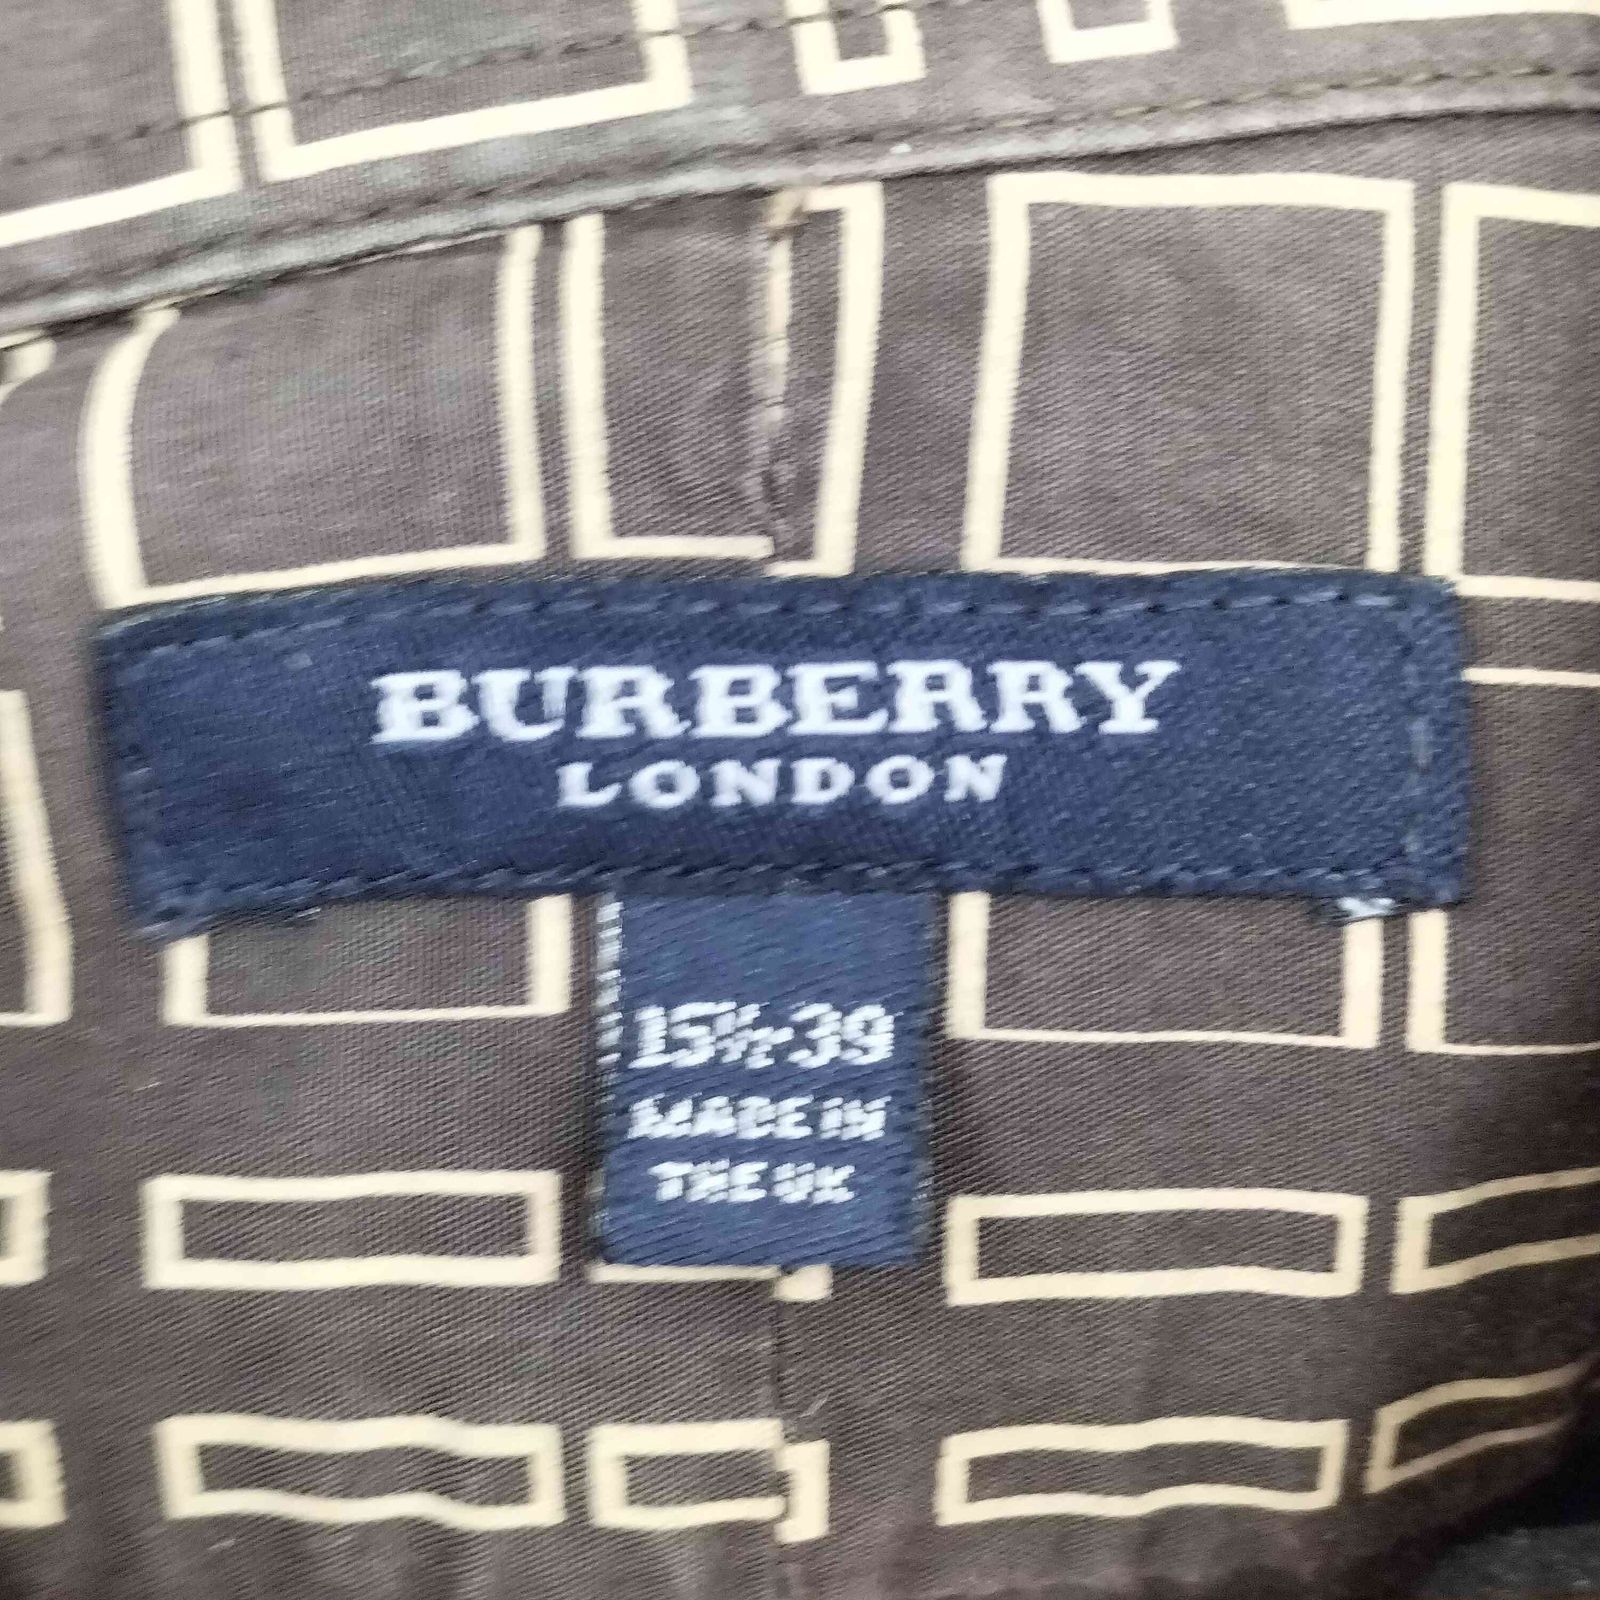 BURBERRY
LONDON
15½-39
MADE IN
THE UK